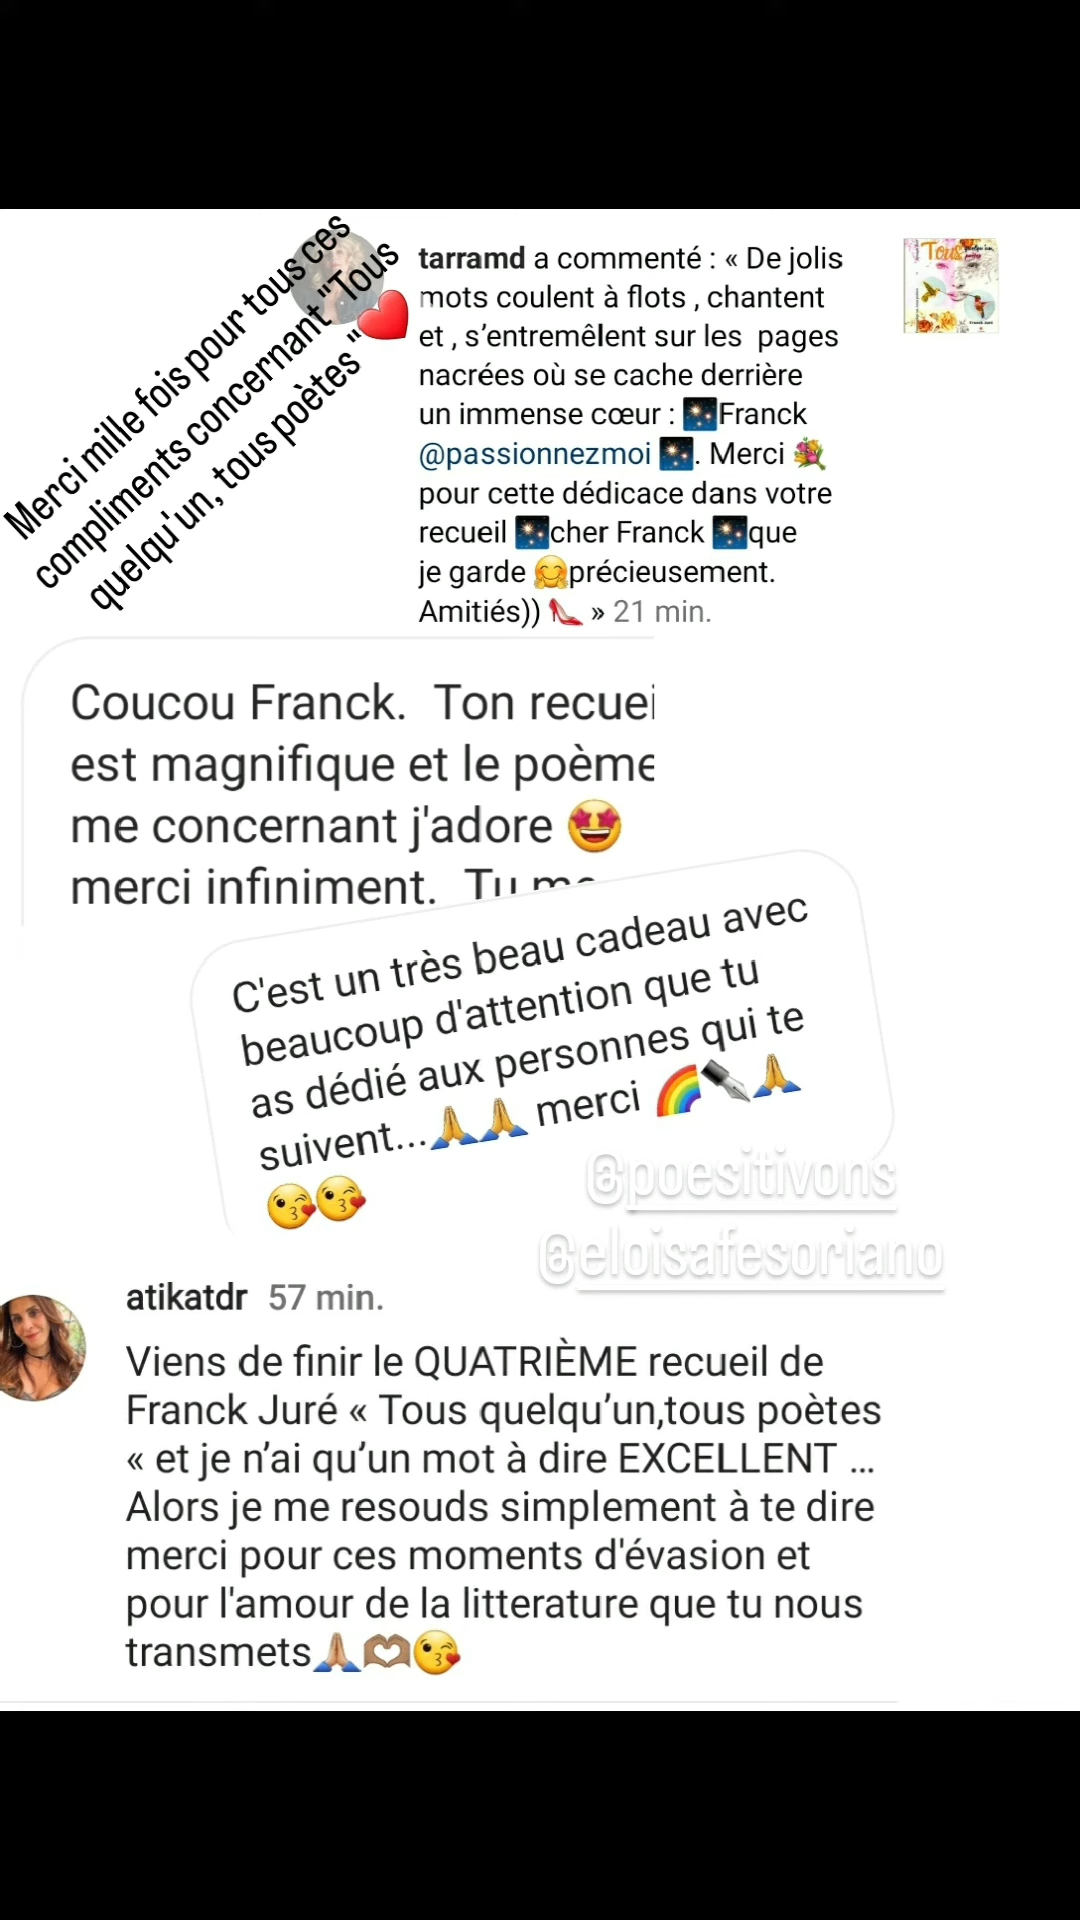 Merci mille fois pour tous ces
compliments concernant "Tous
quelqu'un, tous poètes "❤️
tarramd a commenté : « De jolis
mots coulent à flots , chantent
et , s’entremêlent sur les pages
nacrées où se cache derrière
un immense cœur : 🎇Franck
@passionnezmoi 🎇. Merci 💐
pour cette dédicace dans votre
recueil 🎇cher Franck 🎇que
je garde 🤗précieusement.
Amitiés)) 👠 » 21 min.
Tous quelqu'un,
Franck Juré
Coucou Franck. Ton recuei
est magnifique et le poème
me concernant j'adore 🤩
merci infiniment. Tu me
C'est un très beau cadeau avec
beaucoup d'attention que tu
as dédié aux personnes qui te
suivent...🙏🙏 merci 🌈✒️🙏
😘😘
@poesitivons
@eloisafesoriano
atikatdr 57 min.
Viens de finir le QUATRIÈME recueil de
Franck Juré « Tous quelqu’un,tous poètes
« et je n’ai qu’un mot à dire EXCELLENT ...
Alors je me resouds simplement à te dire
merci pour ces moments d'évasion et
pour l'amour de la litterature que tu nous
transmets🙏🏼🫶🏽😘